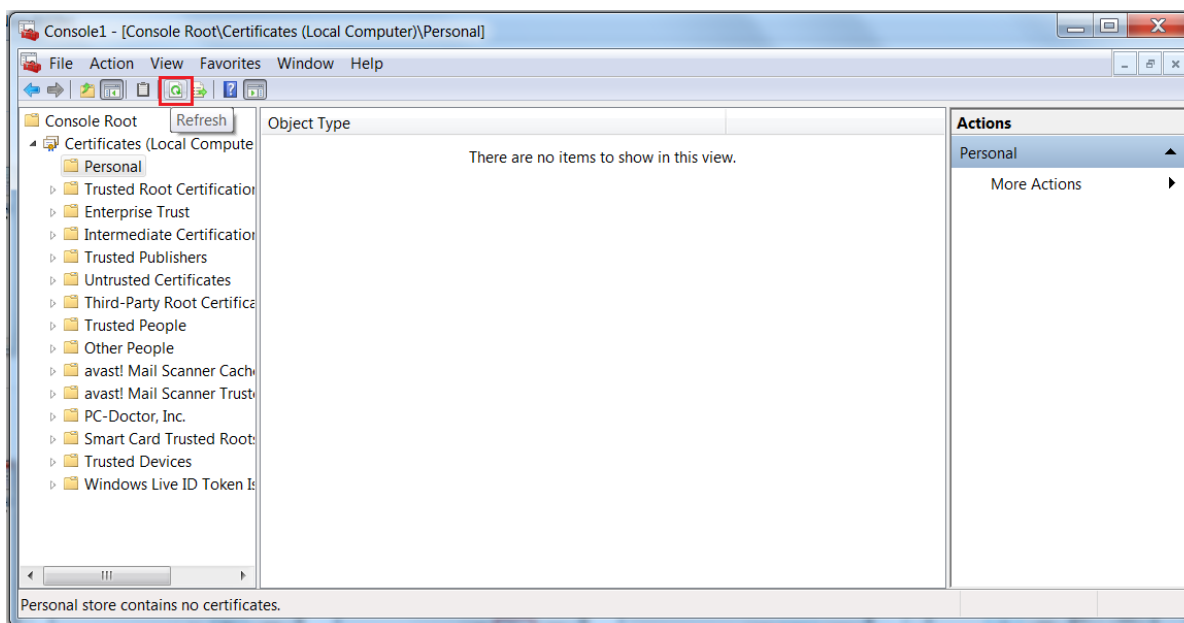 Console1 - [Console Root\Certificates (Local Computer)\Personal]
File Action View Favorites Window Help
Refresh
Console Root
Certificates (Local Compute
Personal
Trusted Root Certification
Enterprise Trust
Intermediate Certification
Trusted Publishers
Untrusted Certificates
Third-Party Root Certifica
Trusted People
Other People
avast! Mail Scanner Cach
avast! Mail Scanner Trust
PC-Doctor, Inc.
Smart Card Trusted Roots
Trusted Devices
Windows Live ID Token Is
Object Type
There are no items to show in this view.
Actions
Personal
More Actions
Personal store contains no certificates.